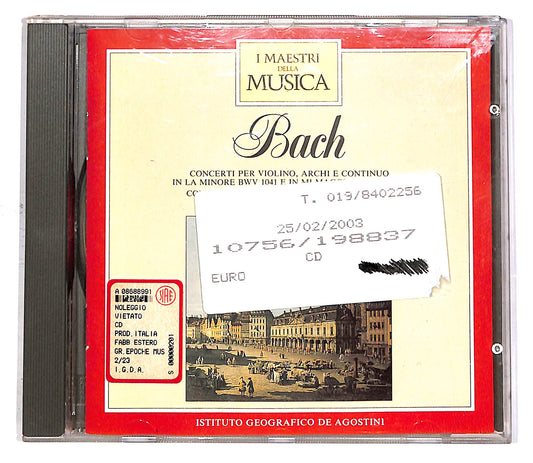 I MAESTRI
DELLA
MUSICA
Bach
CONCERTI PER VIOLINO, ARCHI E CONTINUO
IN LA MINORE BWV 1041 E IN MI
T. 019/8402256
25/02/2003
10756/198837
CD
EURO
A 08688991
SIAE
NOLEGGIO
VIETATO
CD
PROD.ITALIA
FABB ESTERO
GR.EPOCHE MUS
2/23
I.G.D.A.
S 00000201
ISTITUTO GEOGRAFICO DE AGOSTINI